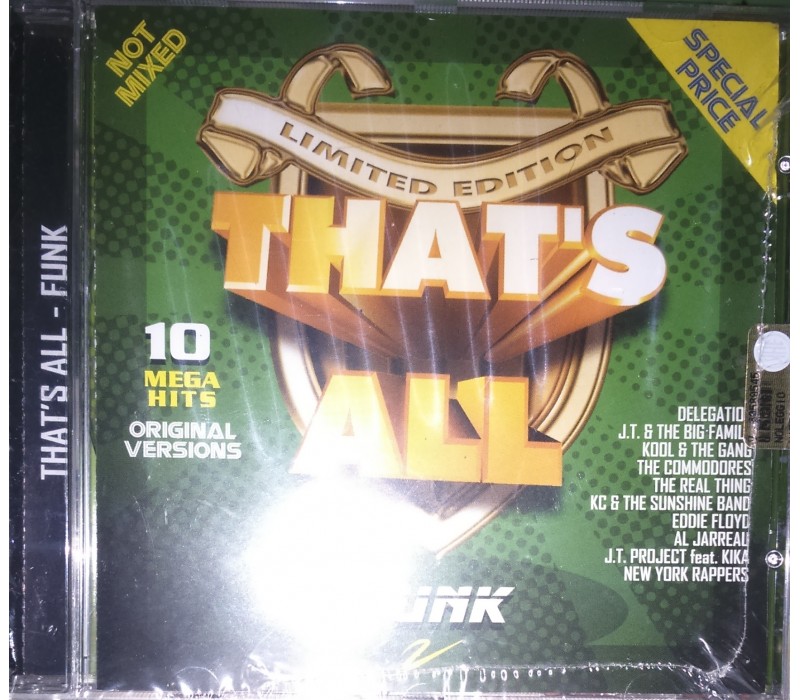 THAT'S ALL - FUNK
NOT
MIXED
SPECIAL
PRICE
LIMITED EDITION
THAT'S
ALL
10
MEGA
HITS
ORIGINAL
VERSIONS
DELEGATIO
J.T. & THE BIG FAMIL
KOOL & THE GANG
THE COMMODORES
THE REAL THING
KC & THE SUNSHINE BAND
EDDIE FLOYD
AL JARREAU
J.T. PROJECT feat. KIKA
NEW YORK RAPPERS
NOLEGGIO
UNK
2